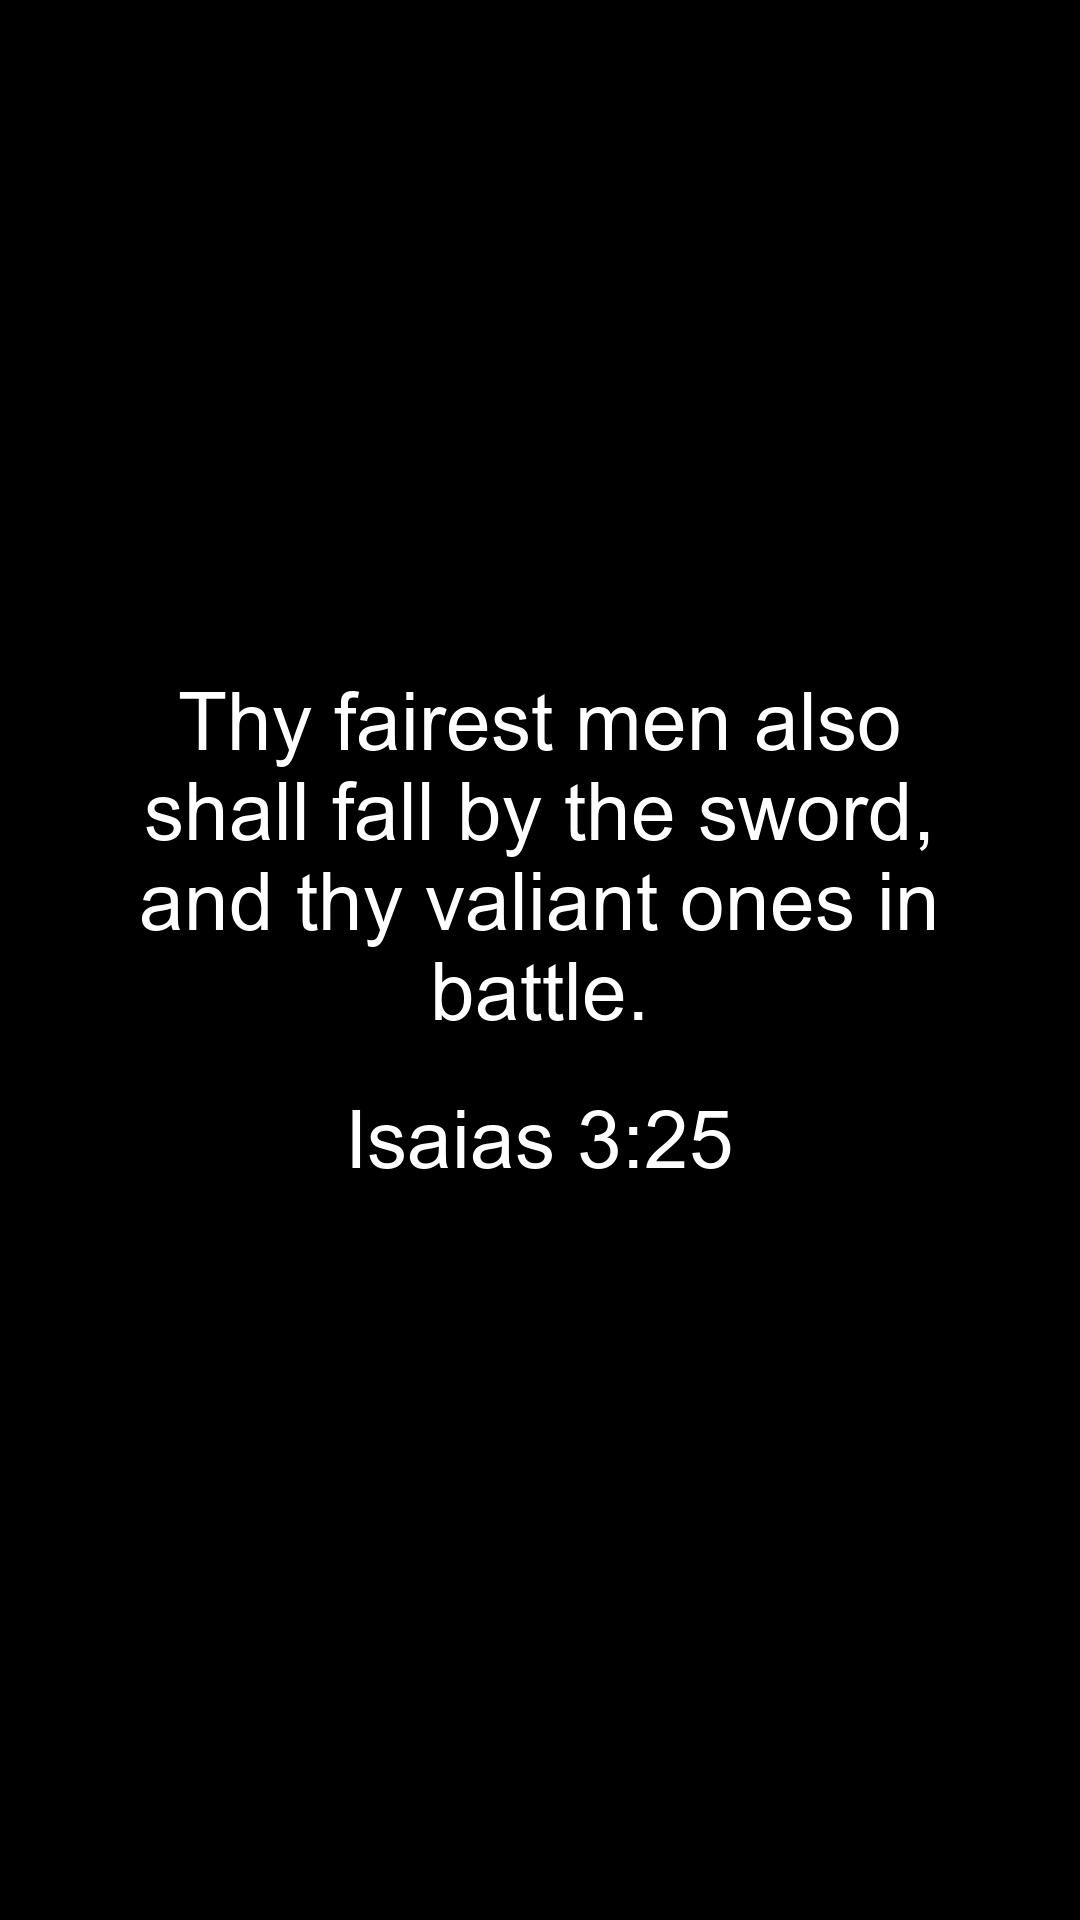 Thy fairest men also
shall fall by the sword,
and thy valiant ones in
battle.
Isaias 3:25